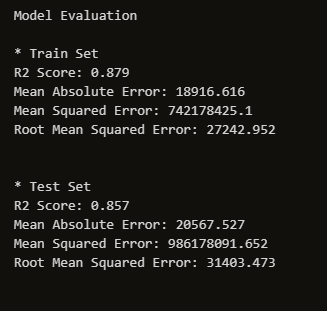 Model Evaluation
* Train Set
R2 Score: 0.879
Mean Absolute Error: 18916.616
Mean Squared Error: 742178425.1
Root Mean Squared Error: 27242.952
* Test Set
R2 Score: 0.857
Mean Absolute Error: 20567.527
Mean Squared Error: 986178091.652
Root Mean Squared Error: 31403.473